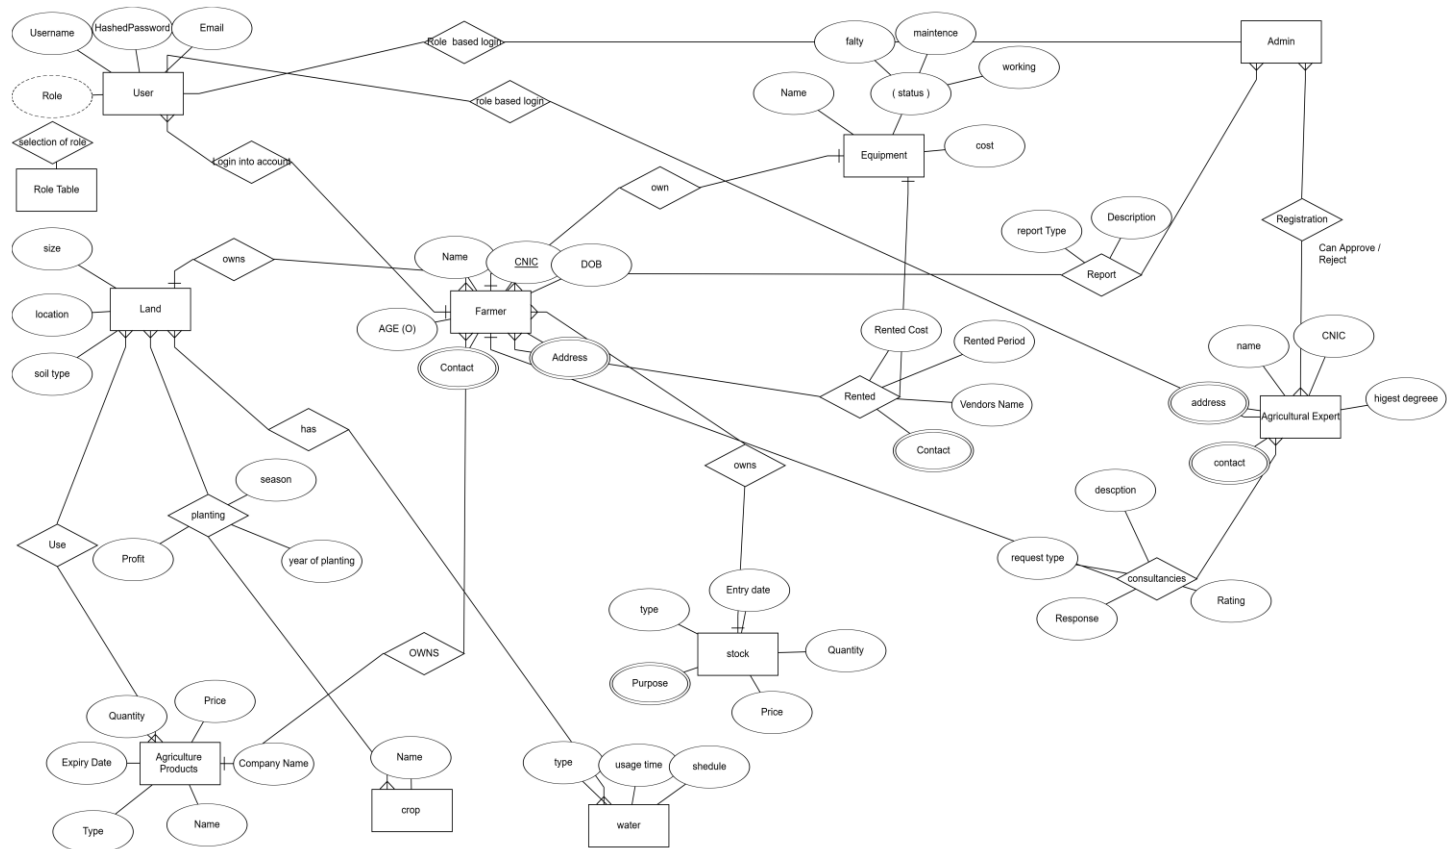 Username
HashedPassword
Email
Role
User
selection of role
Role Table
Role  based login
role based login
Login into account
falty
maintence
working
( status )
Name
Equipment
cost
Admin
own
Registration
Can Approve /
Reject
report Type
Description
Report
size
location
soil type
Land
owns
Name
CNIC
DOB
AGE (O)
Farmer
Contact
Address
Rented Cost
Rented Period
Rented
Vendors Name
Contact
name
CNIC
address
higest degreee
Agricultural Expert
contact
has
owns
season
planting
Profit
year of planting
Use
descption
request type
consultancies
Response
Rating
Entry date
type
stock
Quantity
Purpose
Price
OWNS
Quantity
Price
Expiry Date
Agriculture
Products
Company Name
Type
Name
Name
crop
type
usage time
shedule
water